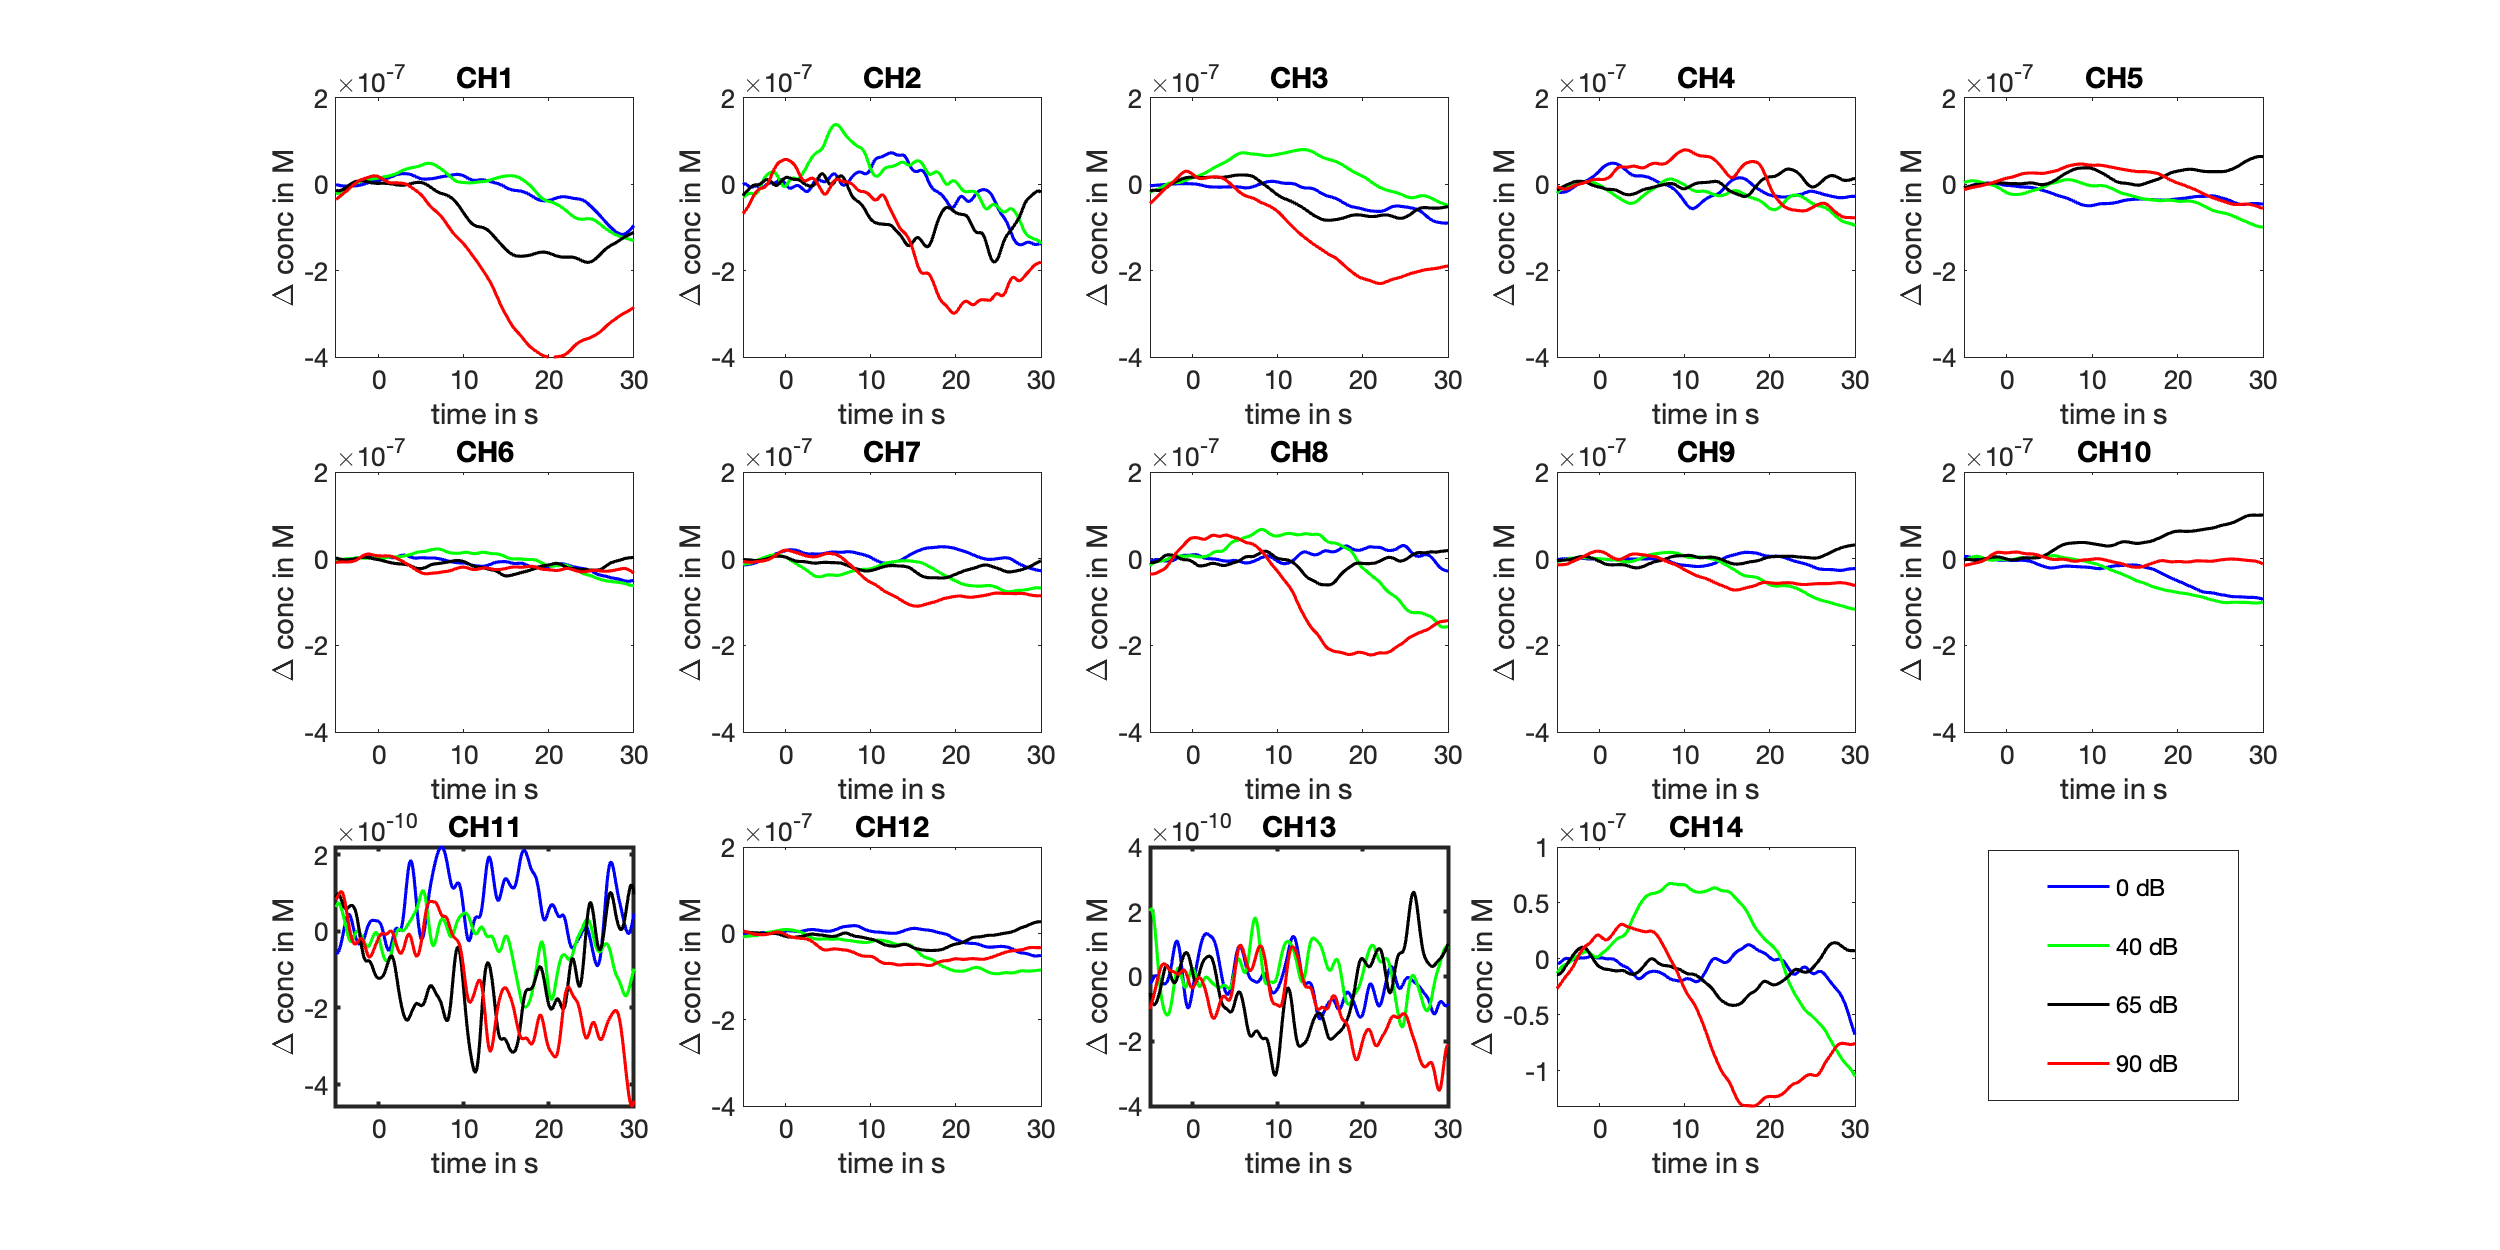 ×10-7 CH1
×10-7 CH2
×10-7 CH3
×10-7 CH4
×10-7 CH5
2 2 2 2 2
0 0 0 0 0
-2 -2 -2 -2 -2
-4 -4 -4 -4 -4
Δ conc in M Δ conc in M Δ conc in M Δ conc in M Δ conc in M
0 10 20 30 0 10 20 30 0 10 20 30 0 10 20 30 0 10 20 30
time in s time in s time in s time in s time in s
×10-7 CH6
×10-7 CH7
×10-7 CH8
×10-7 CH9
×10-7 CH10
2 2 2 2 2
0 0 0 0 0
-2 -2 -2 -2 -2
-4 -4 -4 -4 -4
Δ conc in M Δ conc in M Δ conc in M Δ conc in M Δ conc in M
0 10 20 30 0 10 20 30 0 10 20 30 0 10 20 30 0 10 20 30
time in s time in s time in s time in s time in s
×10-10 CH11
×10-7 CH12
×10-10 CH13
×10-7 CH14
2 2 4 1
0 0 2 0.5
-2 -2 0 0
-4 -4 -2 -0.5
-4 -1
Δ conc in M Δ conc in M Δ conc in M Δ conc in M
0 10 20 30 0 10 20 30 0 10 20 30 0 10 20 30
time in s time in s time in s time in s
0 dB
40 dB
65 dB
90 dB